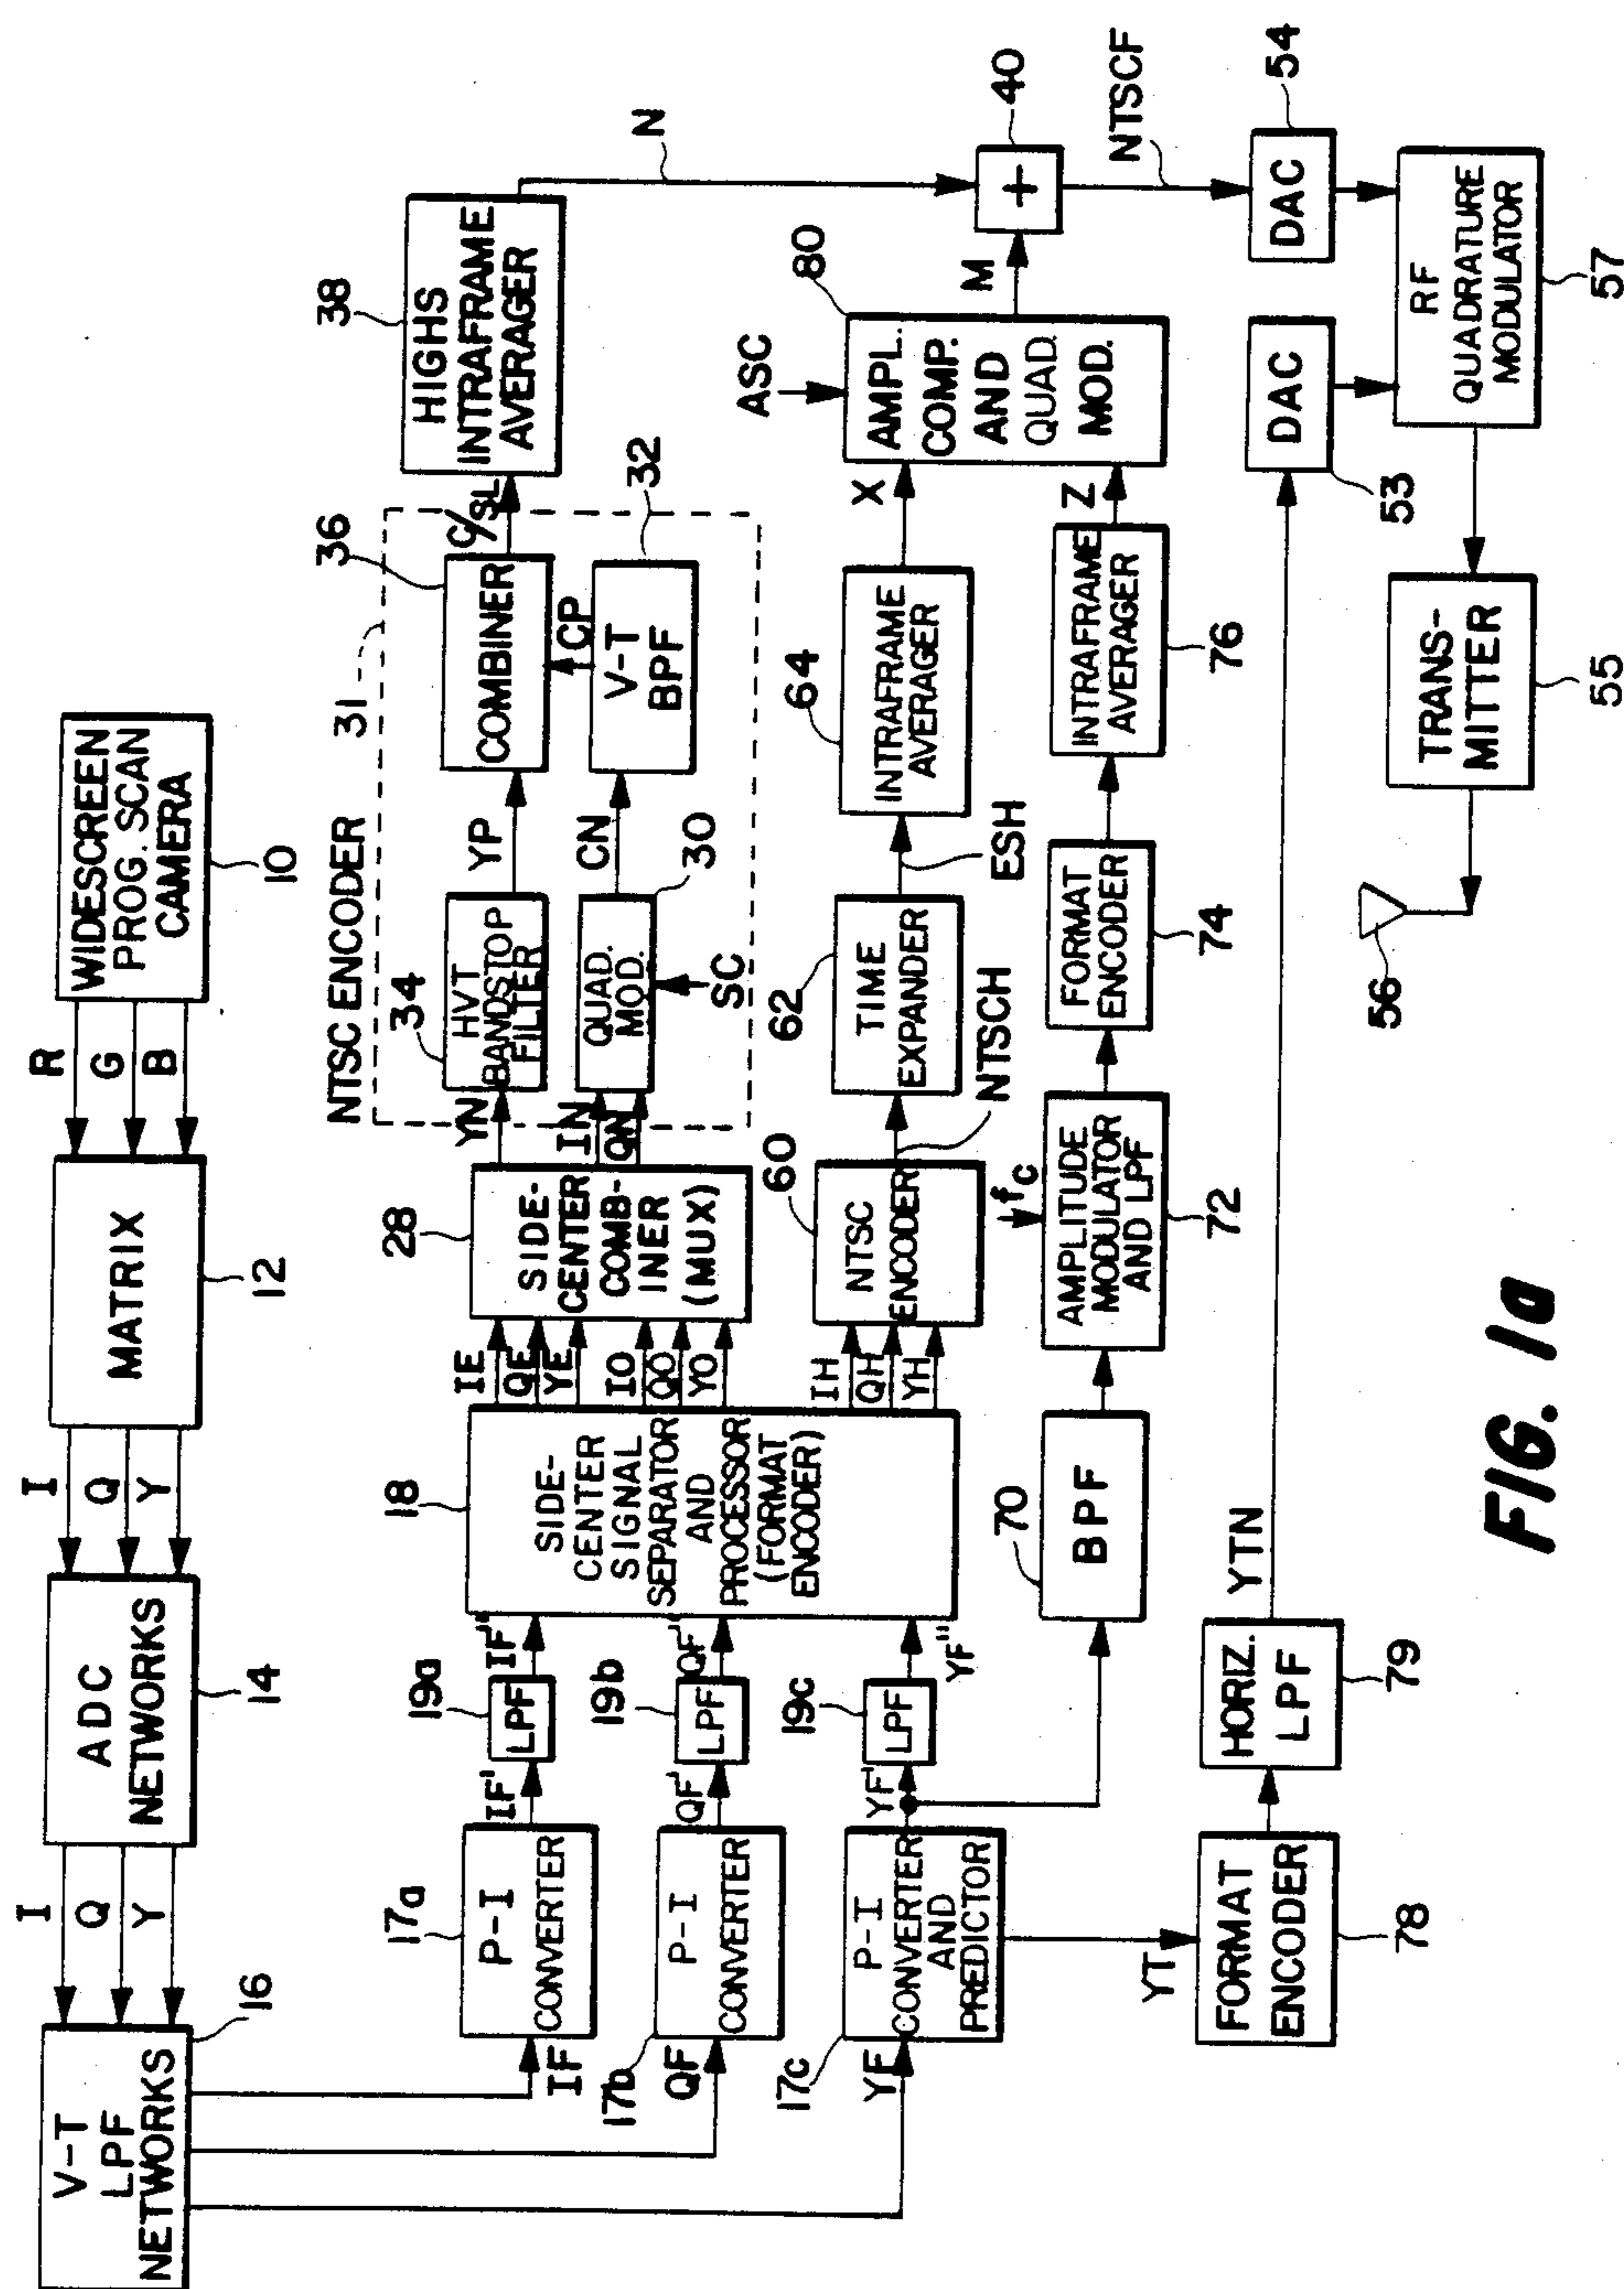 WIDESCREEN
PROG. SCAN
CAMERA
10
R
G
B
MATRIX
12
I
Q
Y
ADC
NETWORKS
14
I
Q
Y
V-T
LPF
NETWORKS
16
IF
17a
P-I
CONVERTER
IF'
19a
LPF
IF"
QF
17b
P-I
CONVERTER
QF'
19b
LPF
QF"
YF
17c
P-I
CONVERTER
AND
PREDICTOR
YF'
19c
LPF
YF"
18
SIDE-
CENTER
SIGNAL
SEPARATOR
AND
PROCESSOR
(FORMAT
ENCODER)
IE
QE
YE
IO
QO
YO
IH
QH
YH
28
SIDE-
CENTER
COMB-
INER
(MUX)
YN
IN
QN
NTSC ENCODER
31
34
HVT
BANDSTOP
FILTER
YP
36
COMBINER
C/SL
QUAD.
MOD.
SC
30
CN
V-T
BPF
32
CP
38
HIGHS
INTRAFRAME
AVERAGER
N
60
NTSC
ENCODER
NTSCH
62
TIME
EXPANDER
ESH
64
INTRAFRAME
AVERAGER
X
ASC
80
AMPL.
COMP.
AND
QUAD.
MOD.
M
+
40
NTSCF
70
BPF
fc
AMPLITUDE
MODULATOR
AND LPF
72
FORMAT
ENCODER
74
INTRAFRAME
AVERAGER
76
Z
YT
FORMAT
ENCODER
78
HORIZ.
LPF
79
YTN
DAC
53
DAC
54
RF
QUADRATURE
MODULATOR
57
TRANS-
MITTER
55
56
FIG. 1a